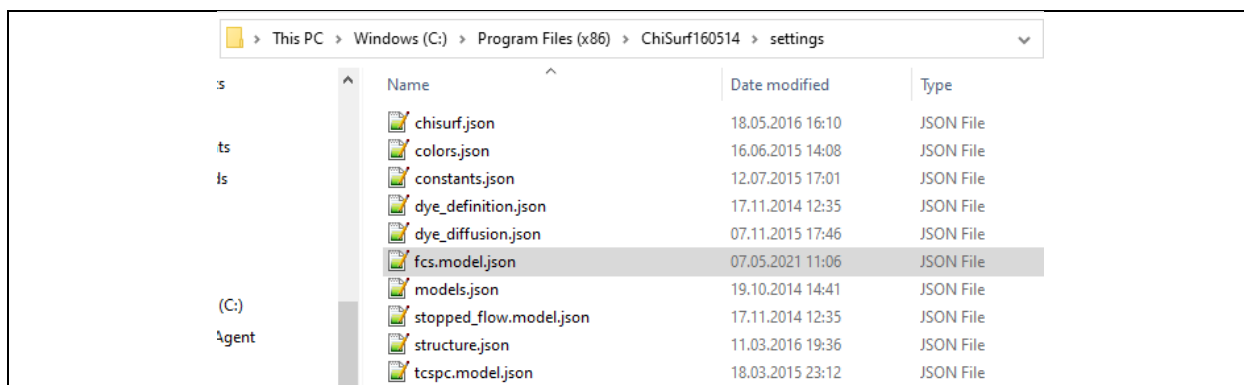 This PC > Windows (C:) > Program Files (x86) > ChiSurf160514 > settings
Name Date modified Type
chisurf.json 18.05.2016 16:10 JSON File
ts
colors.json 16.06.2015 14:08 JSON File
constants.json 12.07.2015 17:01 JSON File
dye_definition.json 17.11.2014 12:35 JSON File
dye_diffusion.json 07.11.2015 17:46 JSON File
fcs.model.json 07.05.2021 11:06 JSON File
models.json 19.10.2014 14:41 JSON File
(C:)
stopped_flow.model.json 17.11.2014 12:35 JSON File
Agent
structure.json 11.03.2016 19:36 JSON File
tcspc.model.json 18.03.2015 23:12 JSON File